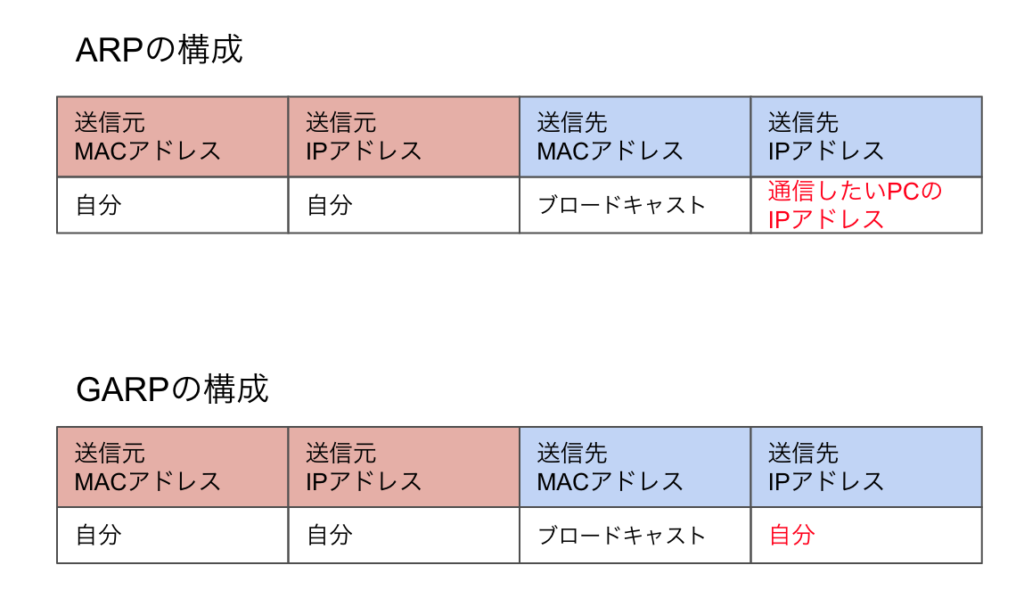 ARPの構成
送信元
MACアドレス
送信元
IPアドレス
送信先
MACアドレス
送信先
IPアドレス
自分
自分
ブロードキャスト
通信したいPCの
IPアドレス
GARPの構成
送信元
MACアドレス
送信元
IPアドレス
送信先
MACアドレス
送信先
IPアドレス
自分
自分
ブロードキャスト
自分